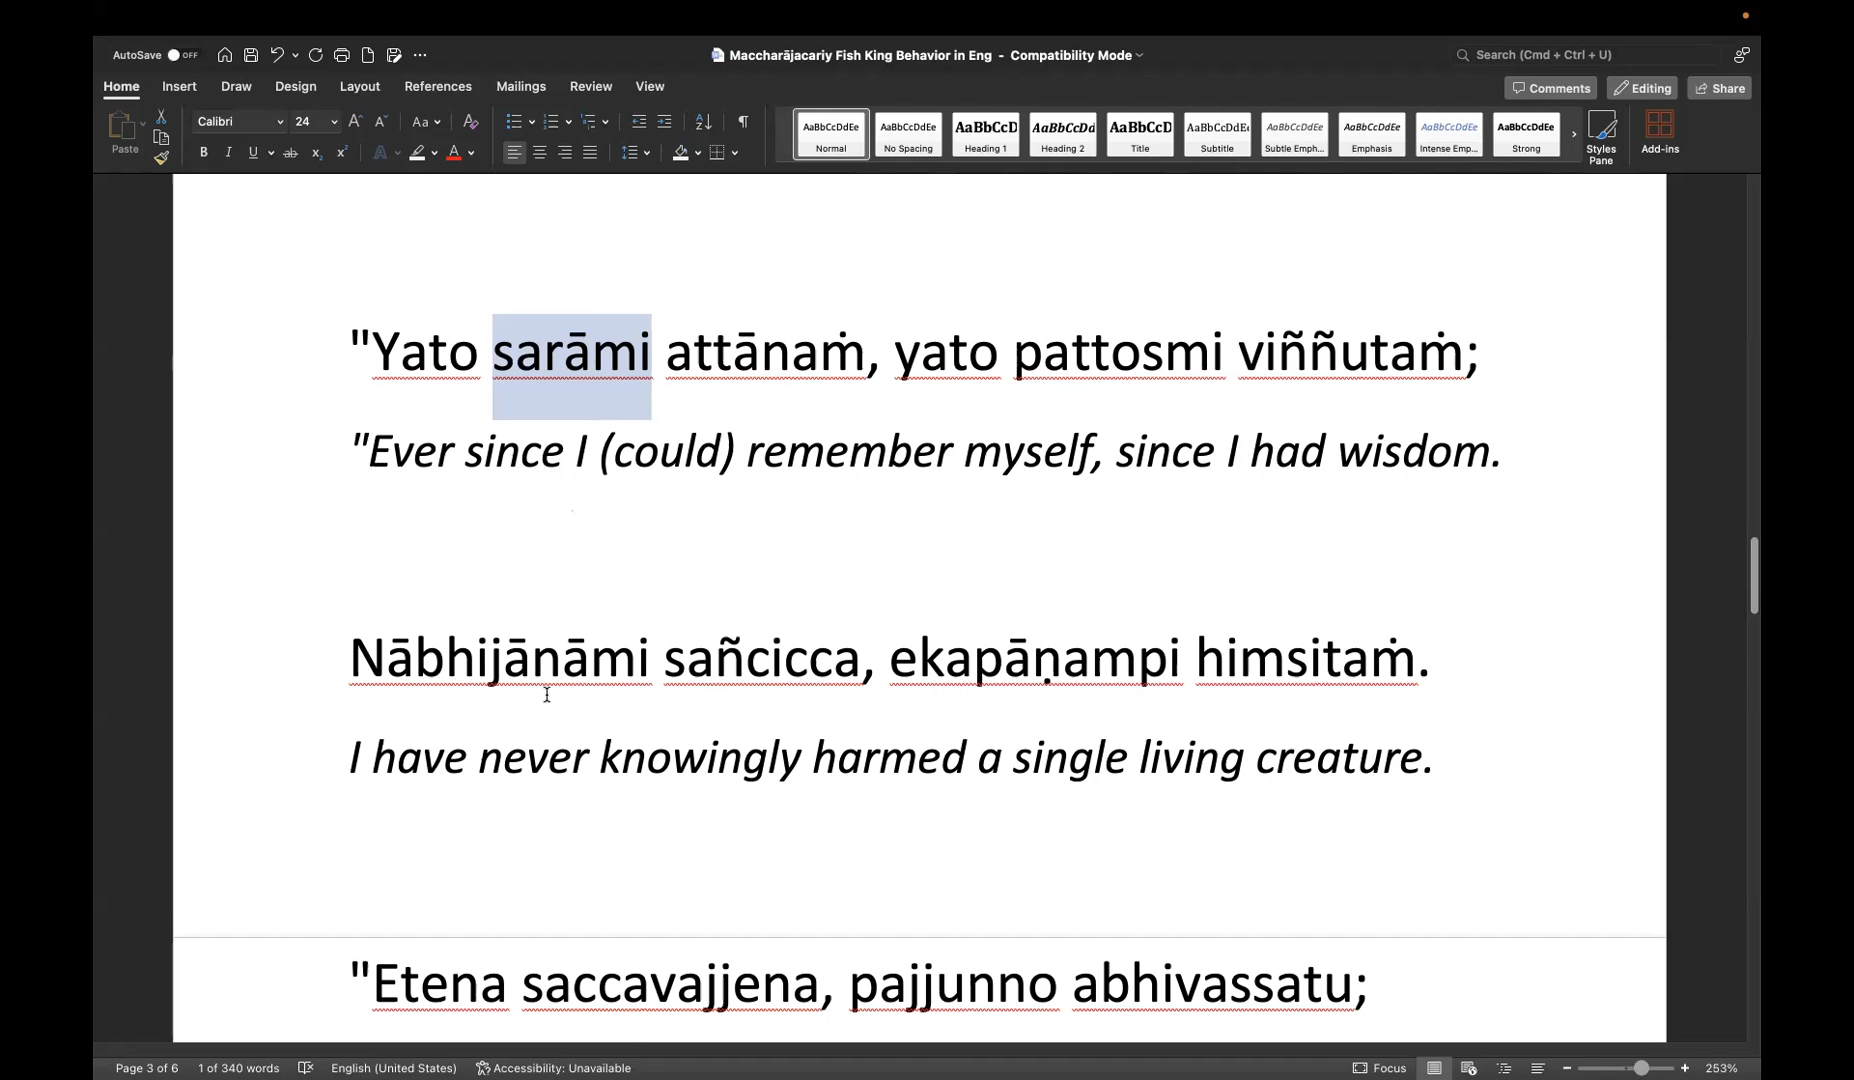 AutoSave OFF
Maccharājacariy Fish King Behavior in Eng - Compatibility Mode
Search (Cmd + Ctrl + U)
Home Insert Draw Design Layout References Mailings Review View
Comments Editing Share
Paste
Calibri 24
AaBbCcDdEe AaBbCcDdEe AaBbCcD AaBbCcDd AaBbCcD AaBbCcDdE AaBbCcDdEe AaBbCcDdEe AaBbCcDdEe AaBbCcDdEe
Normal No Spacing Heading 1 Heading 2 Title Subtitle Subtle Emph... Emphasis Intense Emp... Strong
Styles Pane
Add-ins
"Yato sarāmi attānaṁ, yato pattosmi viññutaṁ;
"Ever since I (could) remember myself, since I had wisdom.
Nābhijānāmi sañcicca, ekapāṇampi himsitaṁ.
I have never knowingly harmed a single living creature.
"Etena saccavajjena, pajjunno abhivassatu;
Page 3 of 6 1 of 340 words English (United States) Accessibility: Unavailable Focus 253%